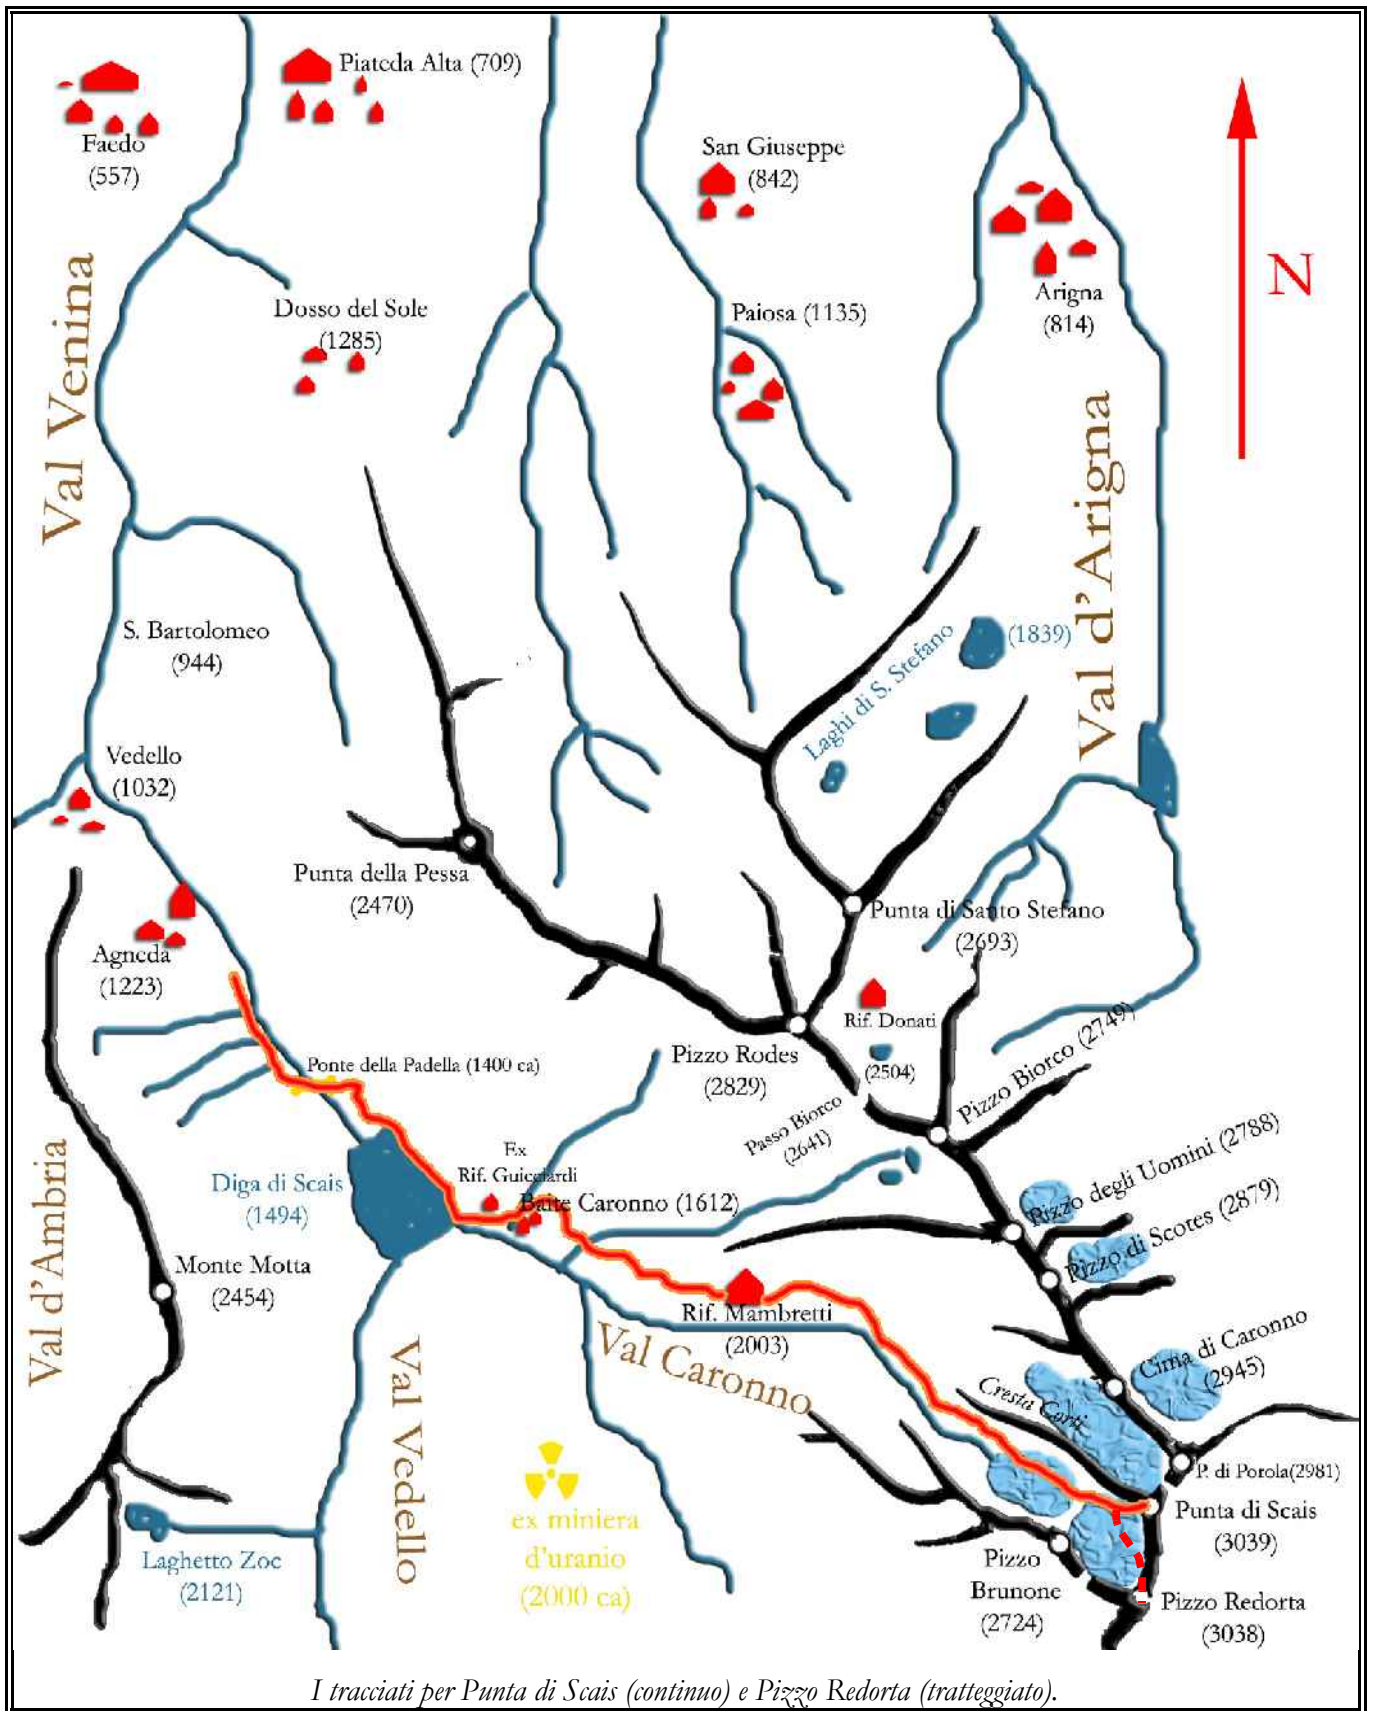 Piateda Alta (709)
Faedo
(557)
San Giuseppe
(842)
N
Arigna
(814)
Dosso del Sole
(1285)
Paiosa (1135)
Val Venina
Val d'Arigna
S. Bartolomeo
(944)
Laghi di S. Stefano
(1839)
Vedello
(1032)
Punta della Pessa
(2470)
Punta di Santo Stefano
(2693)
Agneda
(1223)
Rif. Donati
(2504)
Pizzo Rodes
(2829)
Ponte della Padella (1400 ca)
Pizzo Biorco (2749)
Passo Biorco
(2641)
Val d'Ambria
Diga di Scais
(1494)
Ex
Rif. Guicciardi
Baite Caronno (1612)
Pizzo degli Uomini (2788)
Pizzo di Scotes (2879)
Monte Motta
(2454)
Rif. Mambretti
(2003)
Val Caronno
Val Vedello
Cima di Caronno
(2945)
Cresta Corti
P. di Porola(2981)
Punta di Scais
(3039)
ex miniera
d'uranio
(2000 ca)
Laghetto Zoc
(2121)
Pizzo
Brunone
(2724)
Pizzo Redorta
(3038)
I tracciati per Punta di Scais (continuo) e Pizzo Redorta (tratteggiato).